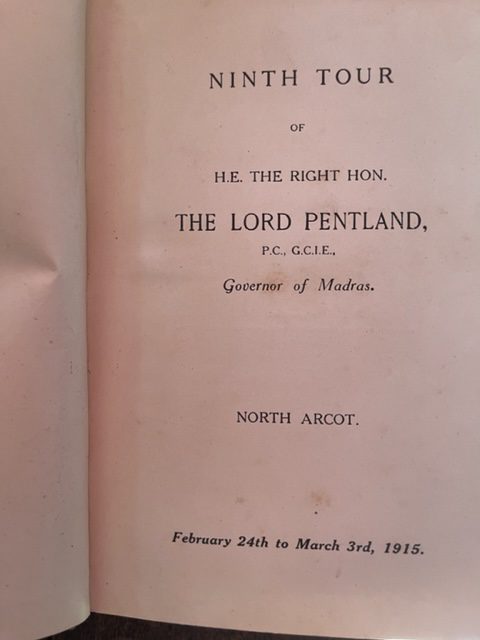 NINTH TOUR
OF
H.E. THE RIGHT HON.
THE LORD PENTLAND,
P.C., G.C.I.E.,
Governor of Madras.
NORTH ARCOT.
February 24th to March 3rd, 1915.